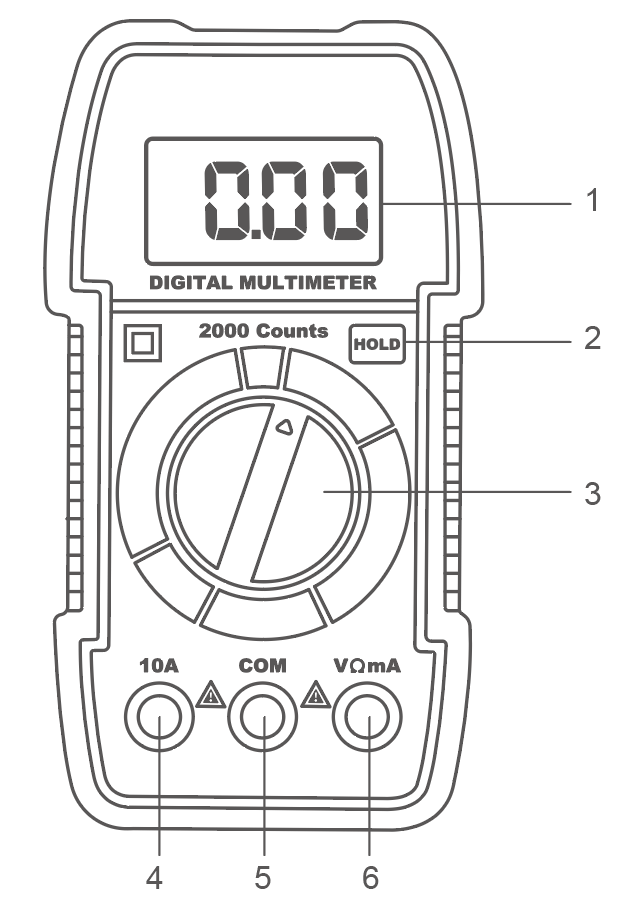 0.00
1
DIGITAL MULTIMETER
2000 Counts
HOLD
2
3
10A COM VΩmA
4 5 6